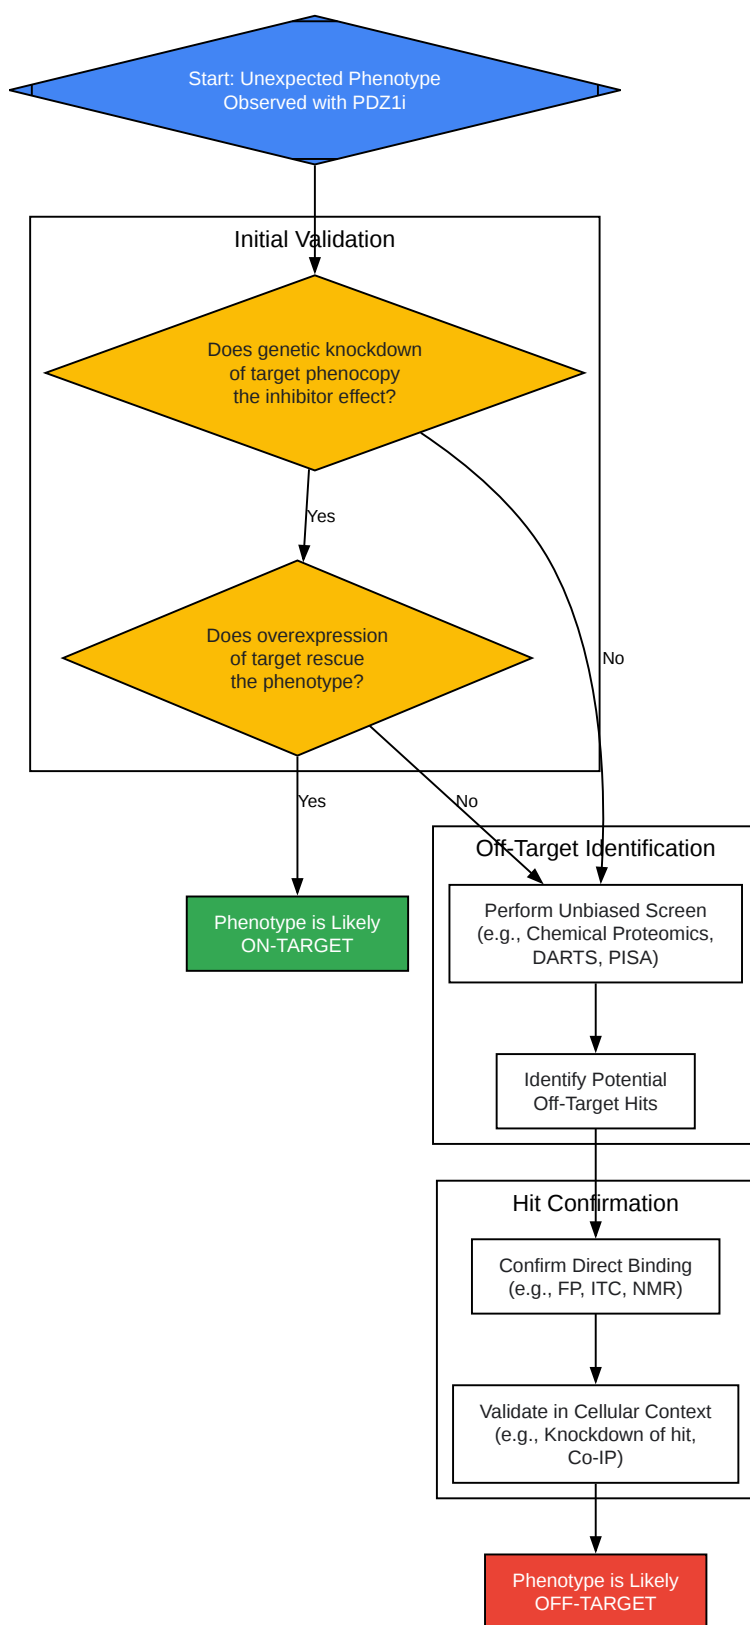 Start: Unexpected Phenotype
Observed with PDZ1i
Initial Validation
Does genetic knockdown
of target phenocopy
the inhibitor effect?
Yes
Does overexpression
of target rescue
the phenotype?
No
Yes
No
Off-Target Identification
Phenotype is Likely
ON-TARGET
Perform Unbiased Screen
(e.g., Chemical Proteomics,
DARTS, PISA)
Identify Potential
Off-Target Hits
Hit Confirmation
Confirm Direct Binding
(e.g., FP, ITC, NMR)
Validate in Cellular Context
(e.g., Knockdown of hit,
Co-IP)
Phenotype is Likely
OFF-TARGET